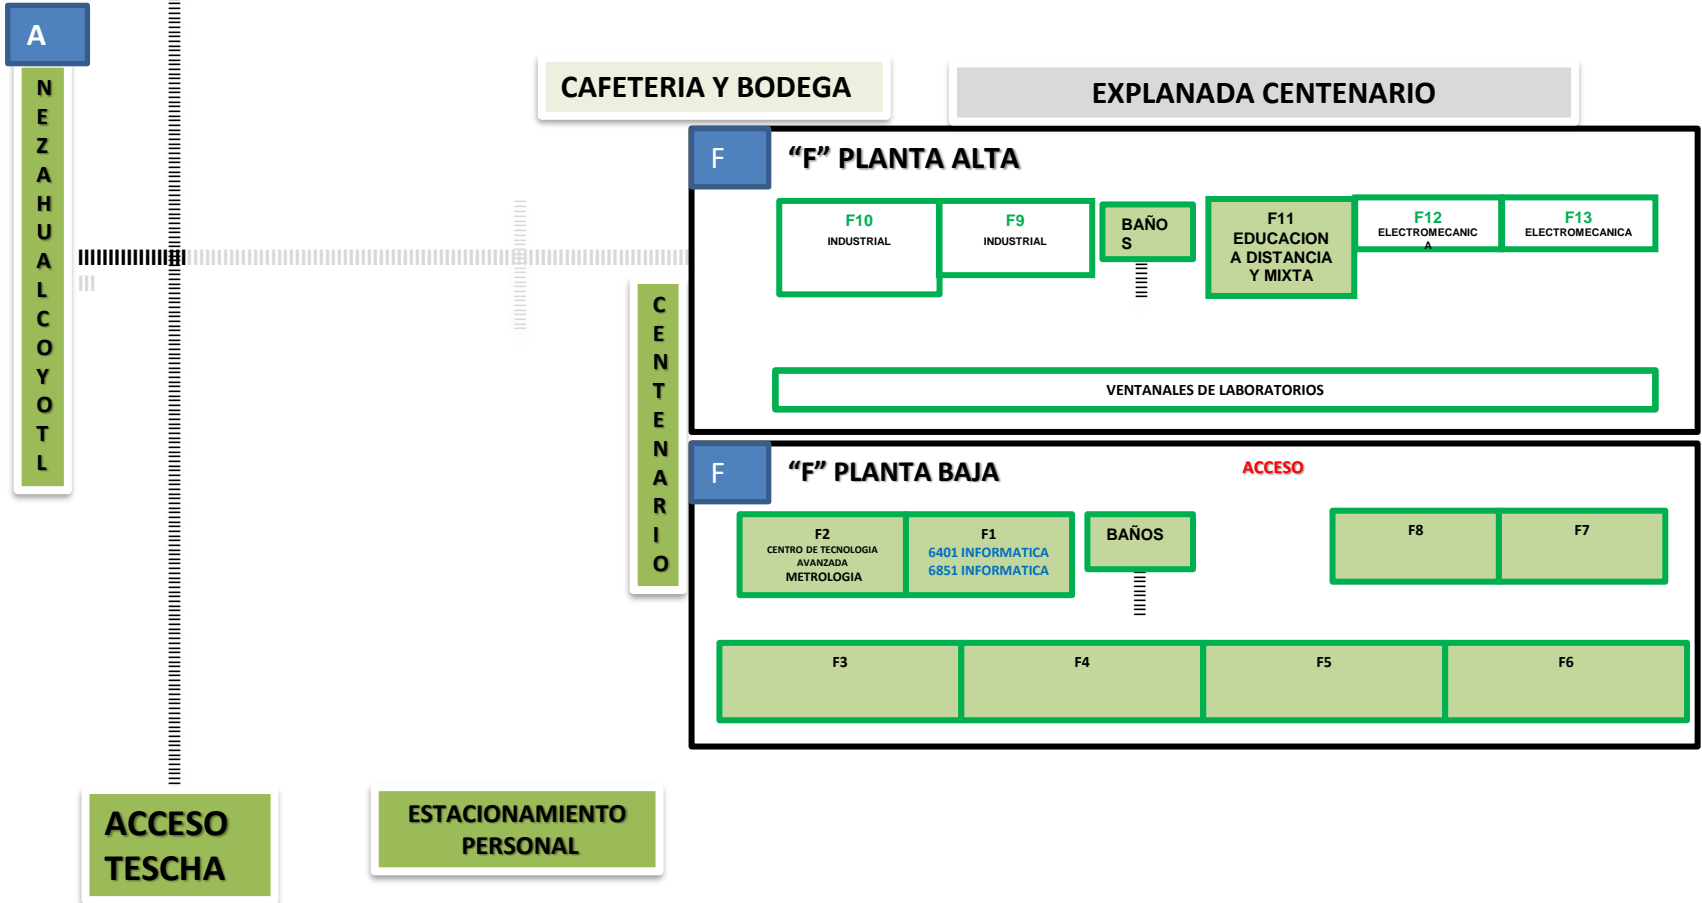 A
N
E
Z
A
H
U
A
L
C
O
Y
O
T
L
CAFETERIA Y BODEGA
EXPLANADA CENTENARIO
C
E
N
T
E
N
A
R
I
O
F
“F” PLANTA ALTA
F10
INDUSTRIAL
F9
INDUSTRIAL
BAÑO
S
F11
EDUCACION
A DISTANCIA
Y MIXTA
F12
ELECTROMECANIC
A
F13
ELECTROMECANICA
VENTANALES DE LABORATORIOS
F
“F” PLANTA BAJA
ACCESO
F2
CENTRO DE TECNOLOGIA
AVANZADA
METROLOGIA
F1
6401 INFORMATICA
6851 INFORMATICA
BAÑOS
F8
F7
F3
F4
F5
F6
ACCESO
TESCHA
ESTACIONAMIENTO
PERSONAL